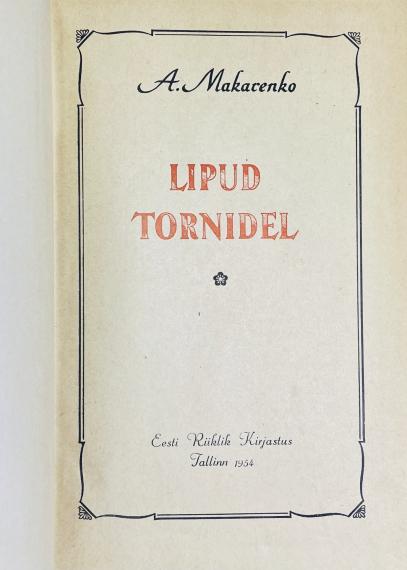 A. Makarenko
LIPUD
TORNIDEL
Eesti Riiklik Kirjastus
Tallinn 1954